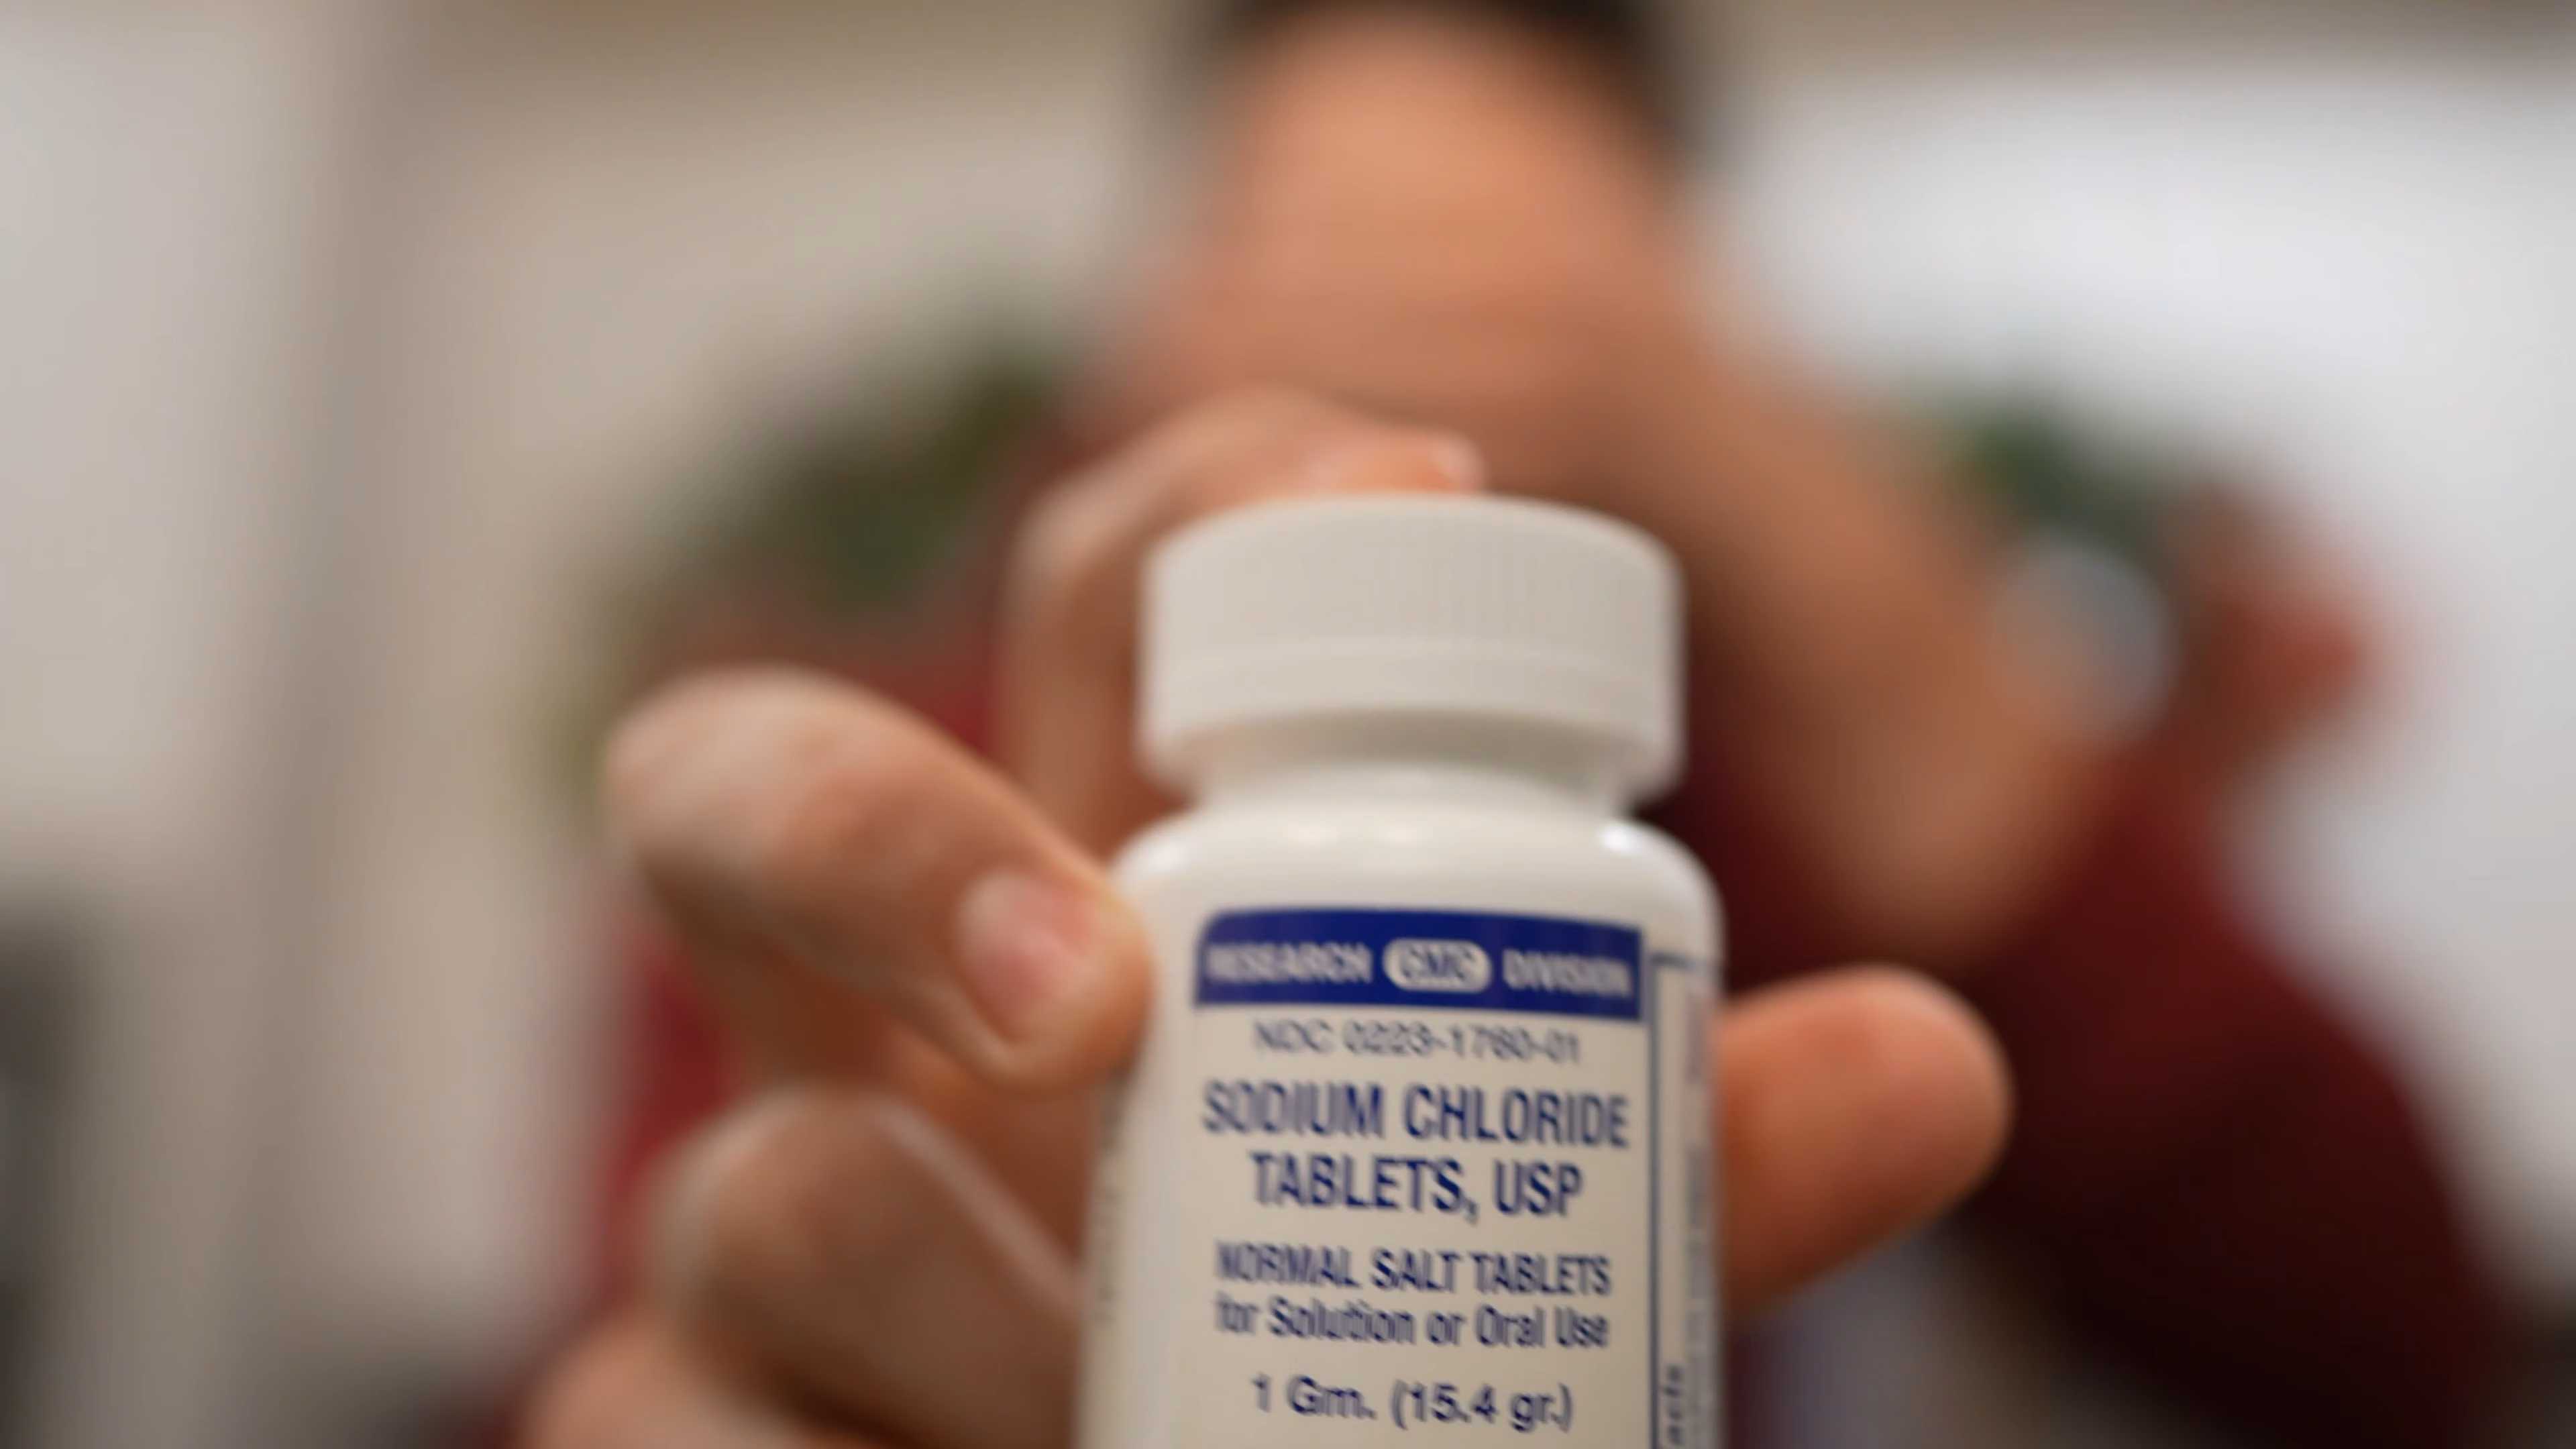 RESEARCH CMC DIVISION
NDC 0223-1760-01
SODIUM CHLORIDE
TABLETS, USP
NORMAL SALT TABLETS
for Solution or Oral Use
1 Gm. (15.4 gr.)